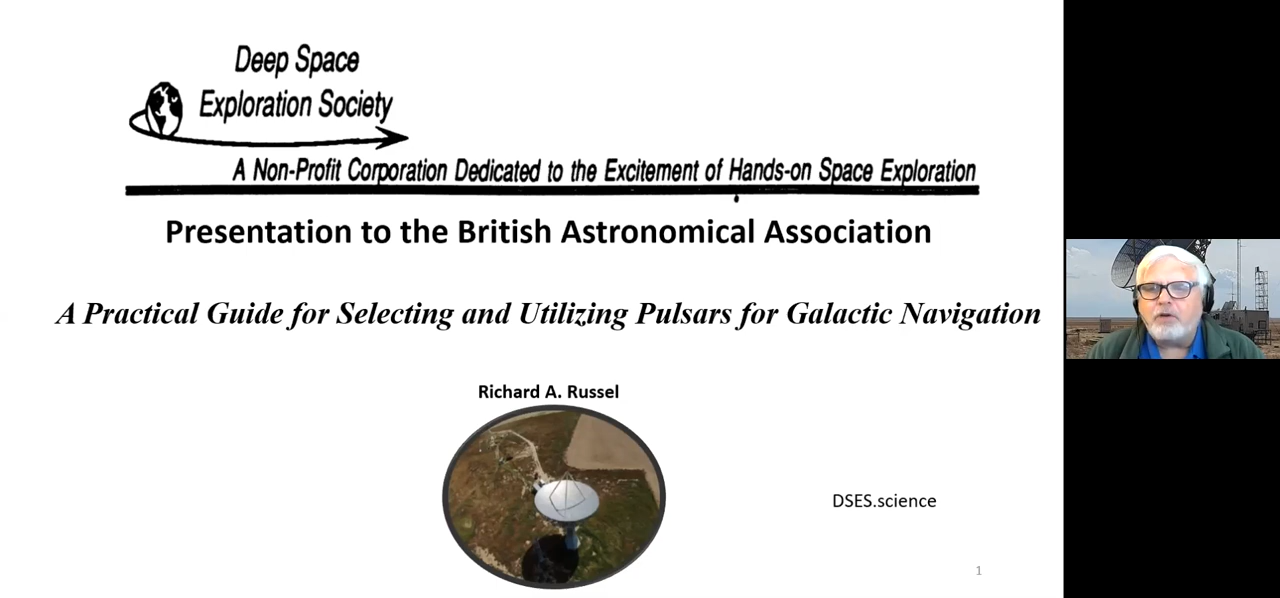 Deep Space
Exploration Society
A Non-Profit Corporation Dedicated to the Excitement of Hands-on Space Exploration
Presentation to the British Astronomical Association
A Practical Guide for Selecting and Utilizing Pulsars for Galactic Navigation
Richard A. Russel
DSES.science
1